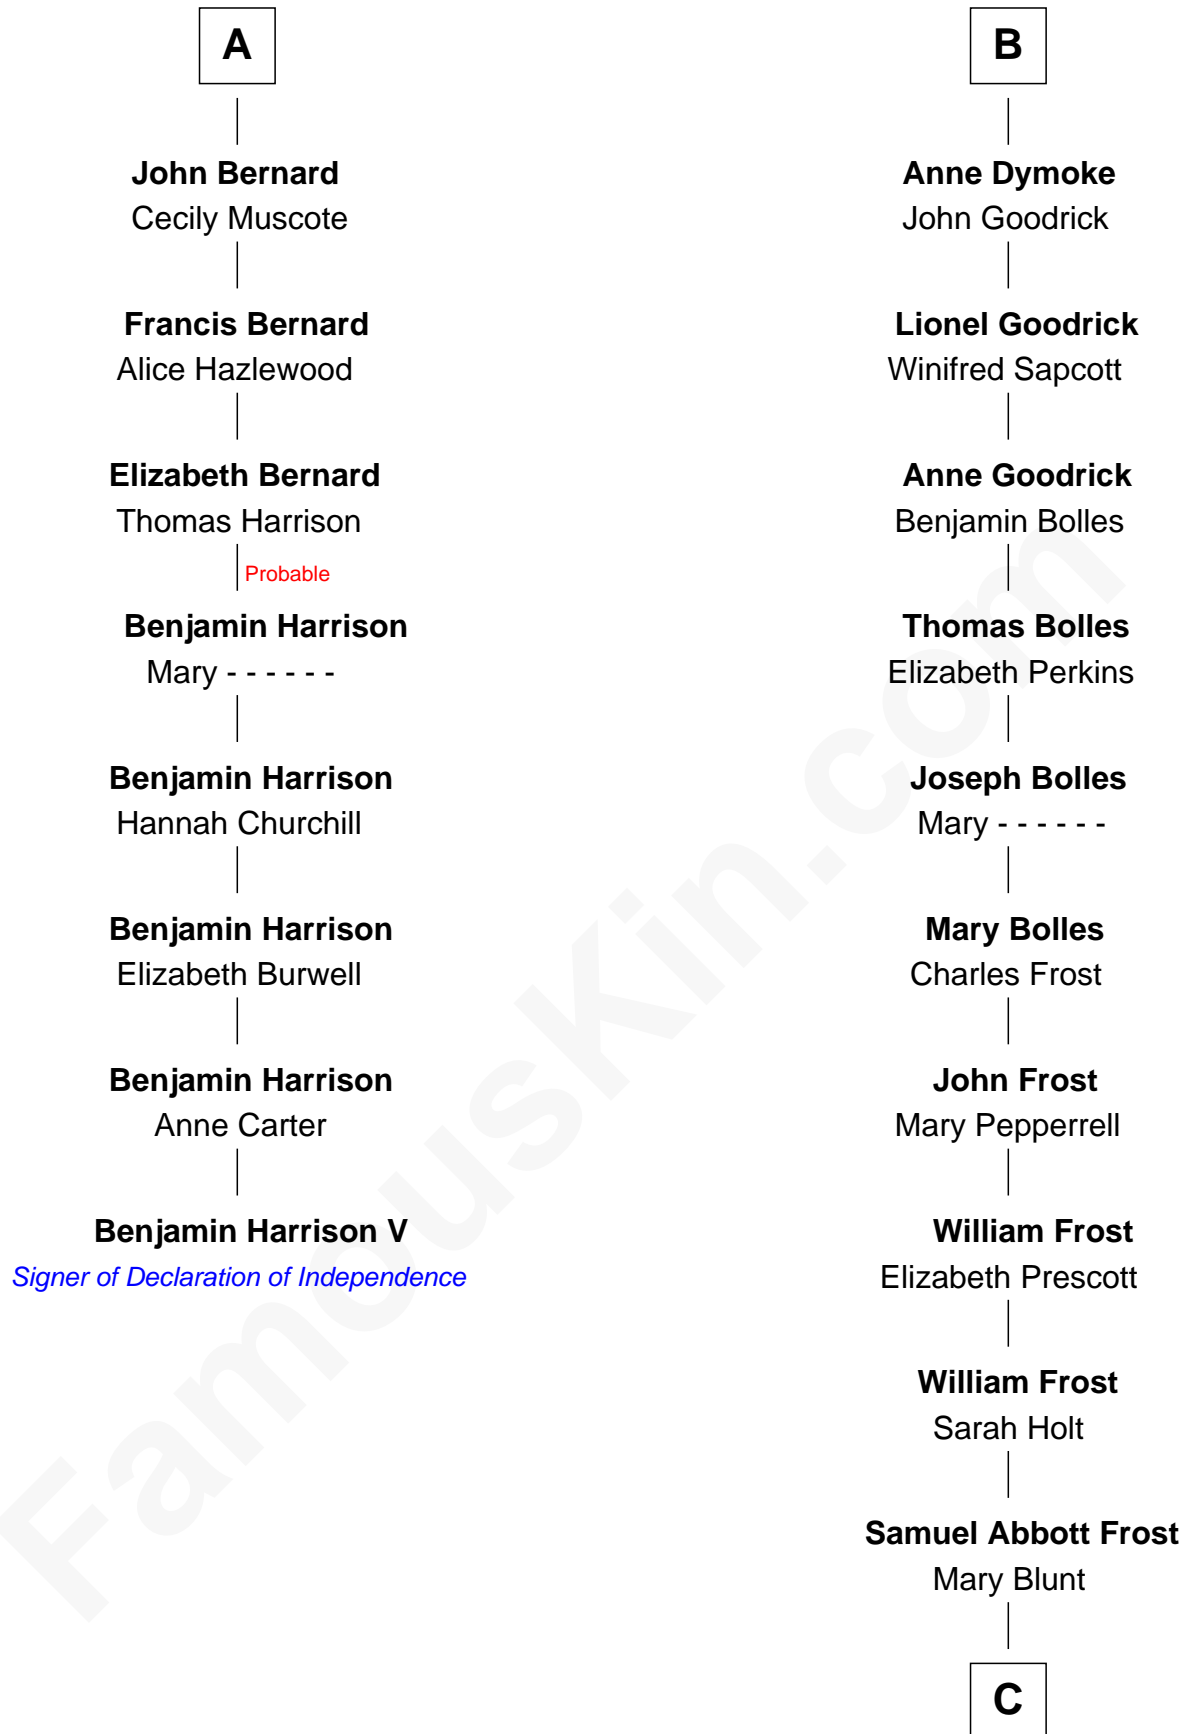 A
John Bernard
Cecily Muscote
Francis Bernard
Alice Hazlewood
Elizabeth Bernard
Thomas Harrison
Probable
Benjamin Harrison
Mary - - - - - -
Benjamin Harrison
Hannah Churchill
Benjamin Harrison
Elizabeth Burwell
Benjamin Harrison
Anne Carter
Benjamin Harrison V
Signer of Declaration of Independence
B
Anne Dymoke
John Goodrick
Lionel Goodrick
Winifred Sapcott
Anne Goodrick
Benjamin Bolles
Thomas Bolles
Elizabeth Perkins
Joseph Bolles
Mary - - - - - -
Mary Bolles
Charles Frost
John Frost
Mary Pepperrell
William Frost
Elizabeth Prescott
William Frost
Sarah Holt
Samuel Abbott Frost
Mary Blunt
C
FamousKin.com